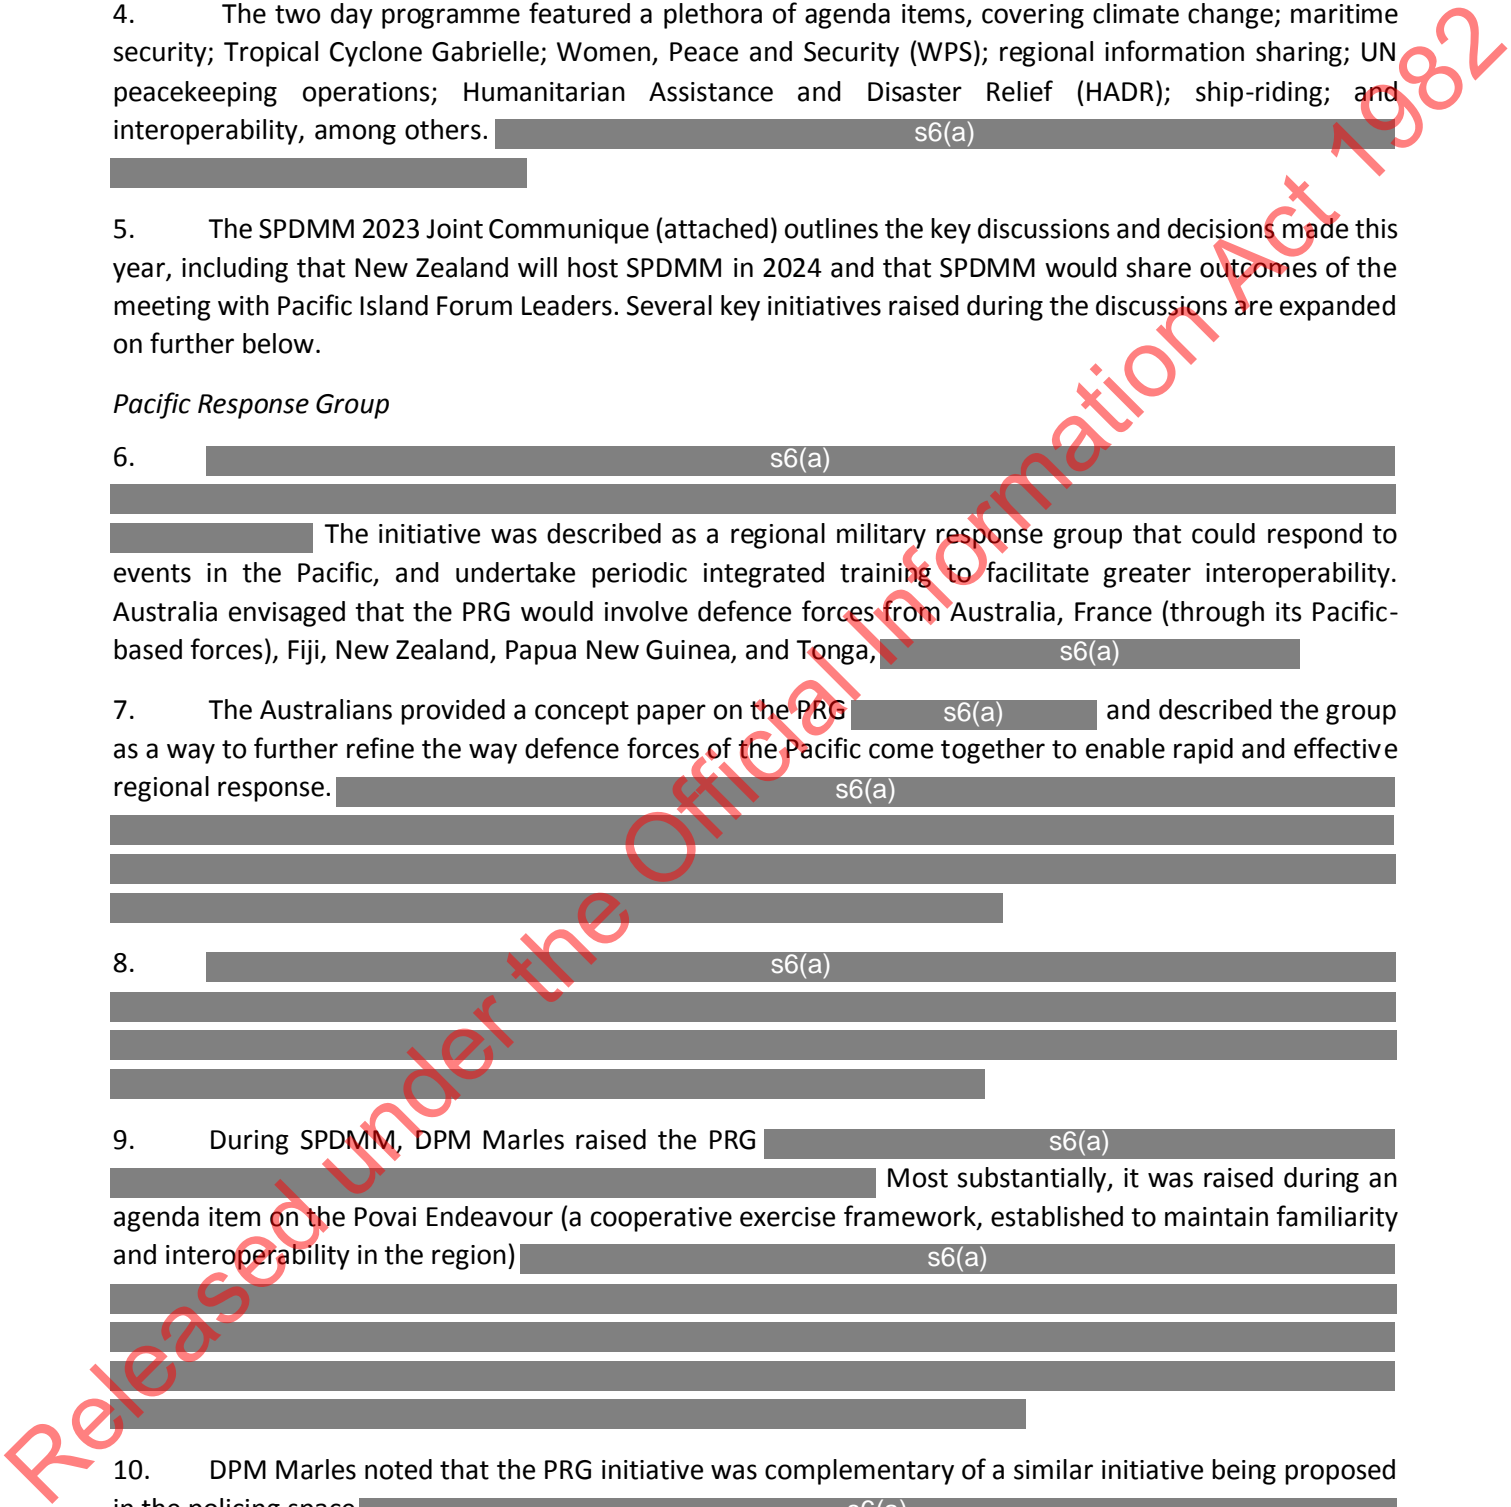 4. The two day programme featured a plethora of agenda items, covering climate change; maritime
security; Tropical Cyclone Gabrielle; Women, Peace and Security (WPS); regional information sharing; UN
peacekeeping operations; Humanitarian Assistance and Disaster Relief (HADR); ship-riding; and
interoperability, among others. s6(a)
5. The SPDMM 2023 Joint Communique (attached) outlines the key discussions and decisions made this
year, including that New Zealand will host SPDMM in 2024 and that SPDMM would share outcomes of the
meeting with Pacific Island Forum Leaders. Several key initiatives raised during the discussions are expanded
on further below.
Pacific Response Group
6. s6(a)
The initiative was described as a regional military response group that could respond to
events in the Pacific, and undertake periodic integrated training to facilitate greater interoperability.
Australia envisaged that the PRG would involve defence forces from Australia, France (through its Pacific-
based forces), Fiji, New Zealand, Papua New Guinea, and Tonga, s6(a)
7. The Australians provided a concept paper on the PRG s6(a) and described the group
as a way to further refine the way defence forces of the Pacific come together to enable rapid and effective
regional response. s6(a)
8. s6(a)
9. During SPDMM, DPM Marles raised the PRG s6(a)
Most substantially, it was raised during an
agenda item on the Povai Endeavour (a cooperative exercise framework, established to maintain familiarity
and interoperability in the region) s6(a)
10. DPM Marles noted that the PRG initiative was complementary of a similar initiative being proposed
in the policing space s6(a)
Released under the Official Information Act 1982